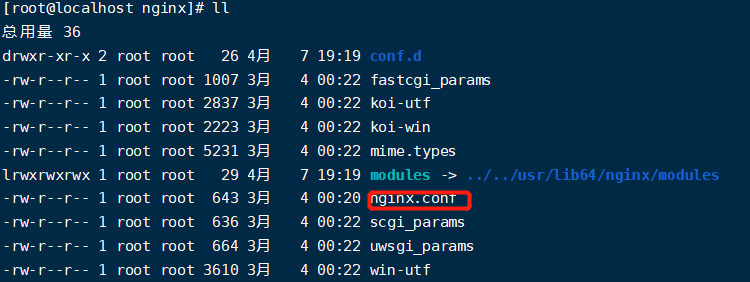 [root@localhost nginx]# ll
总用量 36
drwxr-xr-x 2 root root   26 4月   7 19:19 conf.d
-rw-r--r-- 1 root root 1007 3月   4 00:22 fastcgi_params
-rw-r--r-- 1 root root 2837 3月   4 00:22 koi-utf
-rw-r--r-- 1 root root 2223 3月   4 00:22 koi-win
-rw-r--r-- 1 root root 5231 3月   4 00:22 mime.types
lrwxrwxrwx 1 root root   29 4月   7 19:19 modules -> ../../usr/lib64/nginx/modules
-rw-r--r-- 1 root root  643 3月   4 00:20 nginx.conf
-rw-r--r-- 1 root root  636 3月   4 00:22 scgi_params
-rw-r--r-- 1 root root  664 3月   4 00:22 uwsgi_params
-rw-r--r-- 1 root root 3610 3月   4 00:22 win-utf